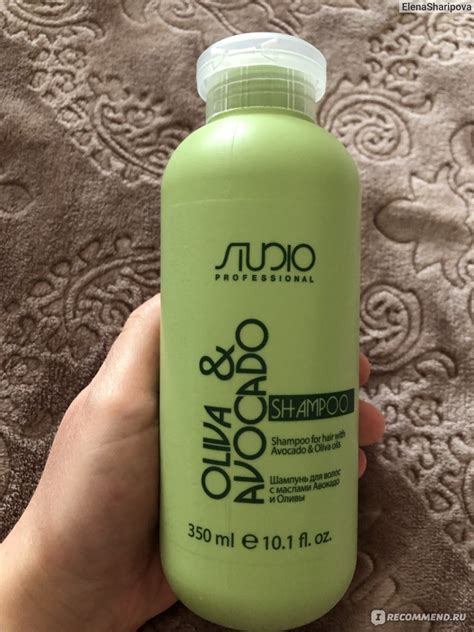 ElenaSharipova
STUDIO
PROFESSIONAL
OLIVA &
AVOCADO
SHAMPOO
Shampoo for hair with
Avocado & Oliva oils
Шампунь для волос
с маслами Авокадо
и Оливы
350 ml e 10.1 fl. oz.
I RECOMMEND.RU